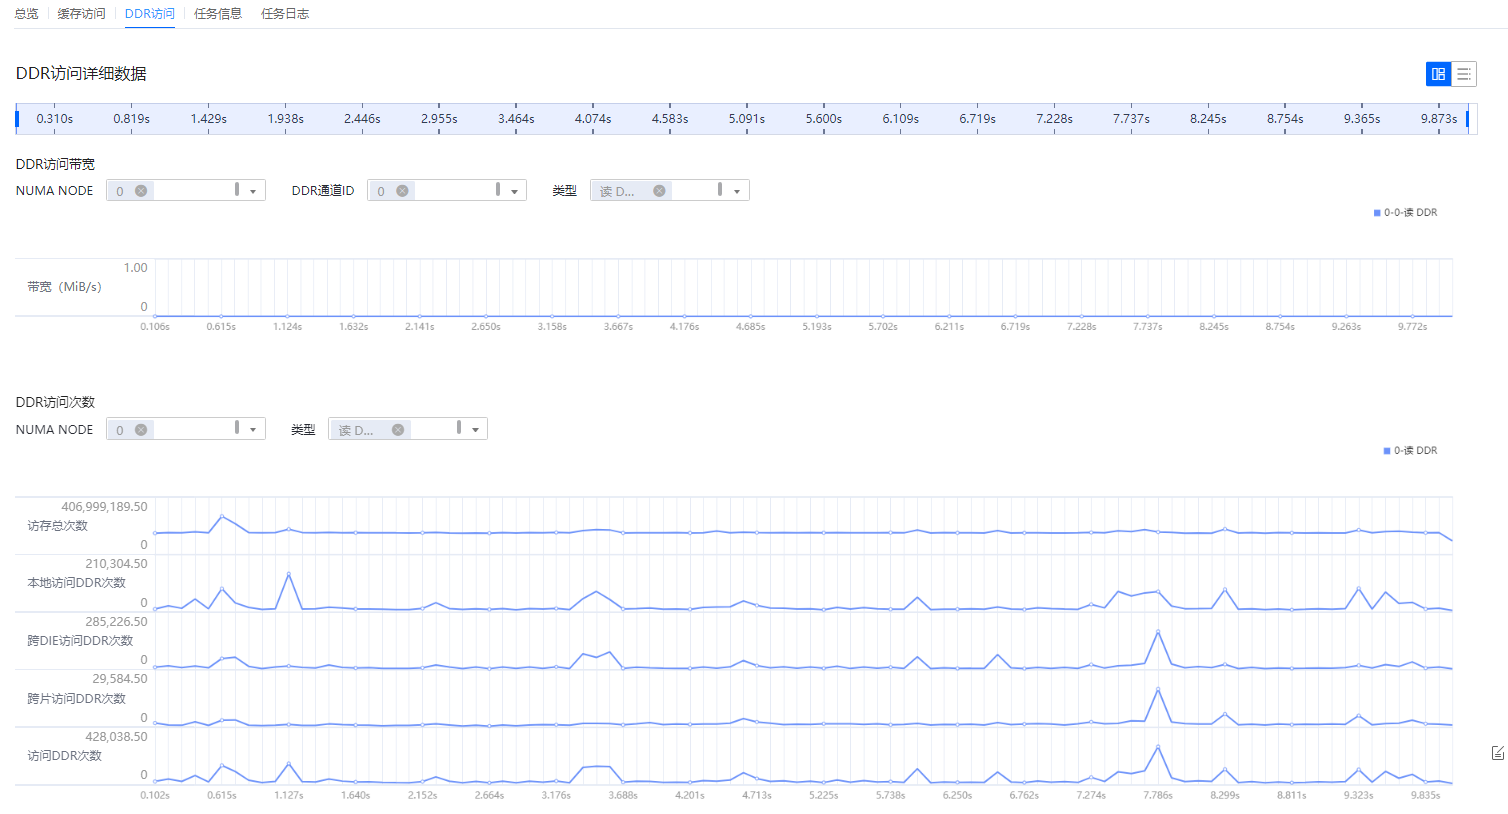 总览 缓存访问 DDR访问 任务信息 任务日志
DDR访问详细数据
0.310s 0.819s 1.429s 1.938s 2.446s 2.955s 3.464s 4.074s 4.583s 5.091s 5.600s 6.109s 6.719s 7.228s 7.737s 8.245s 8.754s 9.365s 9.873s
DDR访问带宽
NUMA NODE 0 DDR通道ID 0 类型 读 D...
0-0-读 DDR
1.00
带宽（MiB/s）
0
0.106s 0.615s 1.124s 1.632s 2.141s 2.650s 3.158s 3.667s 4.176s 4.685s 5.193s 5.702s 6.211s 6.719s 7.228s 7.737s 8.245s 8.754s 9.263s 9.772s
DDR访问次数
NUMA NODE 0 类型 读 D...
0-读 DDR
406,999,189.50
访存总次数
0
210,304.50
本地访问DDR次数
0
285,226.50
跨DIE访问DDR次数
0
29,584.50
跨片访问DDR次数
0
428,038.50
访问DDR次数
0
0.102s 0.615s 1.127s 1.640s 2.152s 2.664s 3.176s 3.688s 4.201s 4.713s 5.225s 5.738s 6.250s 6.762s 7.274s 7.786s 8.299s 8.811s 9.323s 9.835s